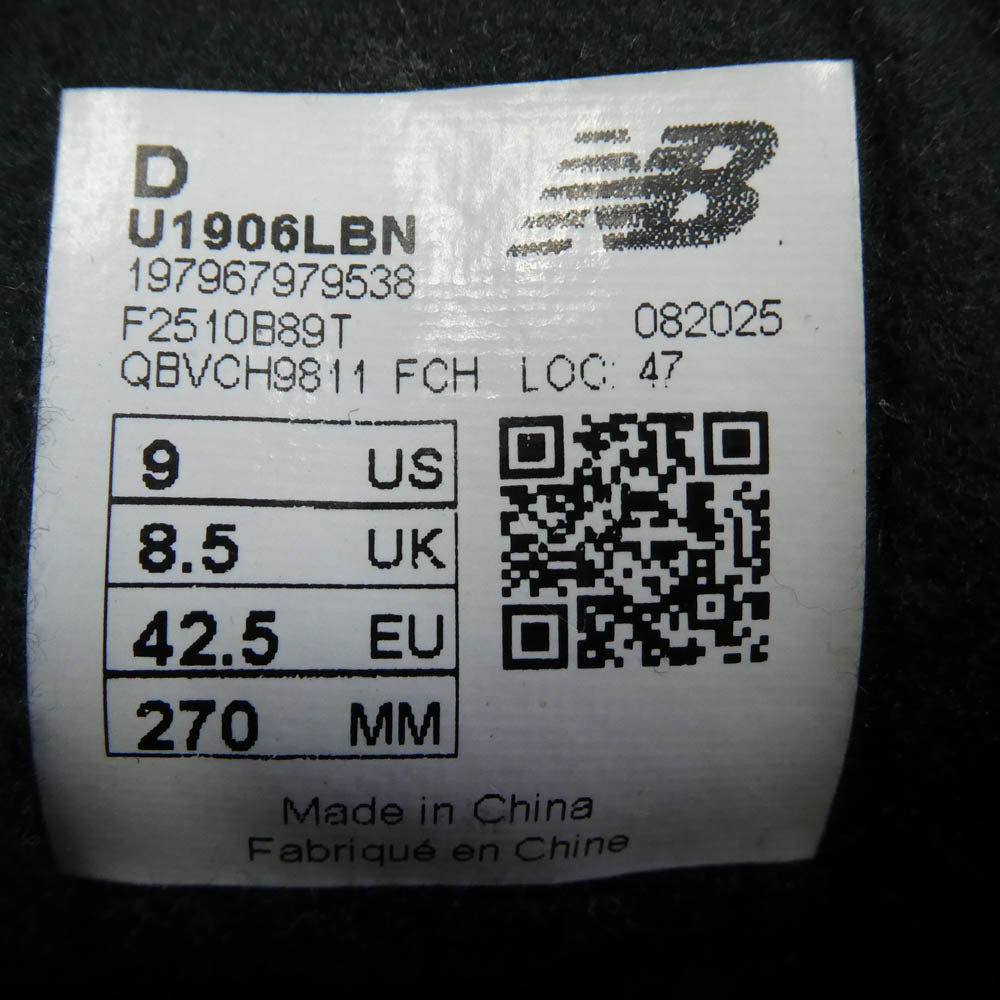 D
U1906LBN
197967979538
F2510B89T 082025
QBVCH9811 FCH LOC: 47
9 US
8.5 UK
42.5 EU
270 MM
Made in China
Fabriqué en Chine